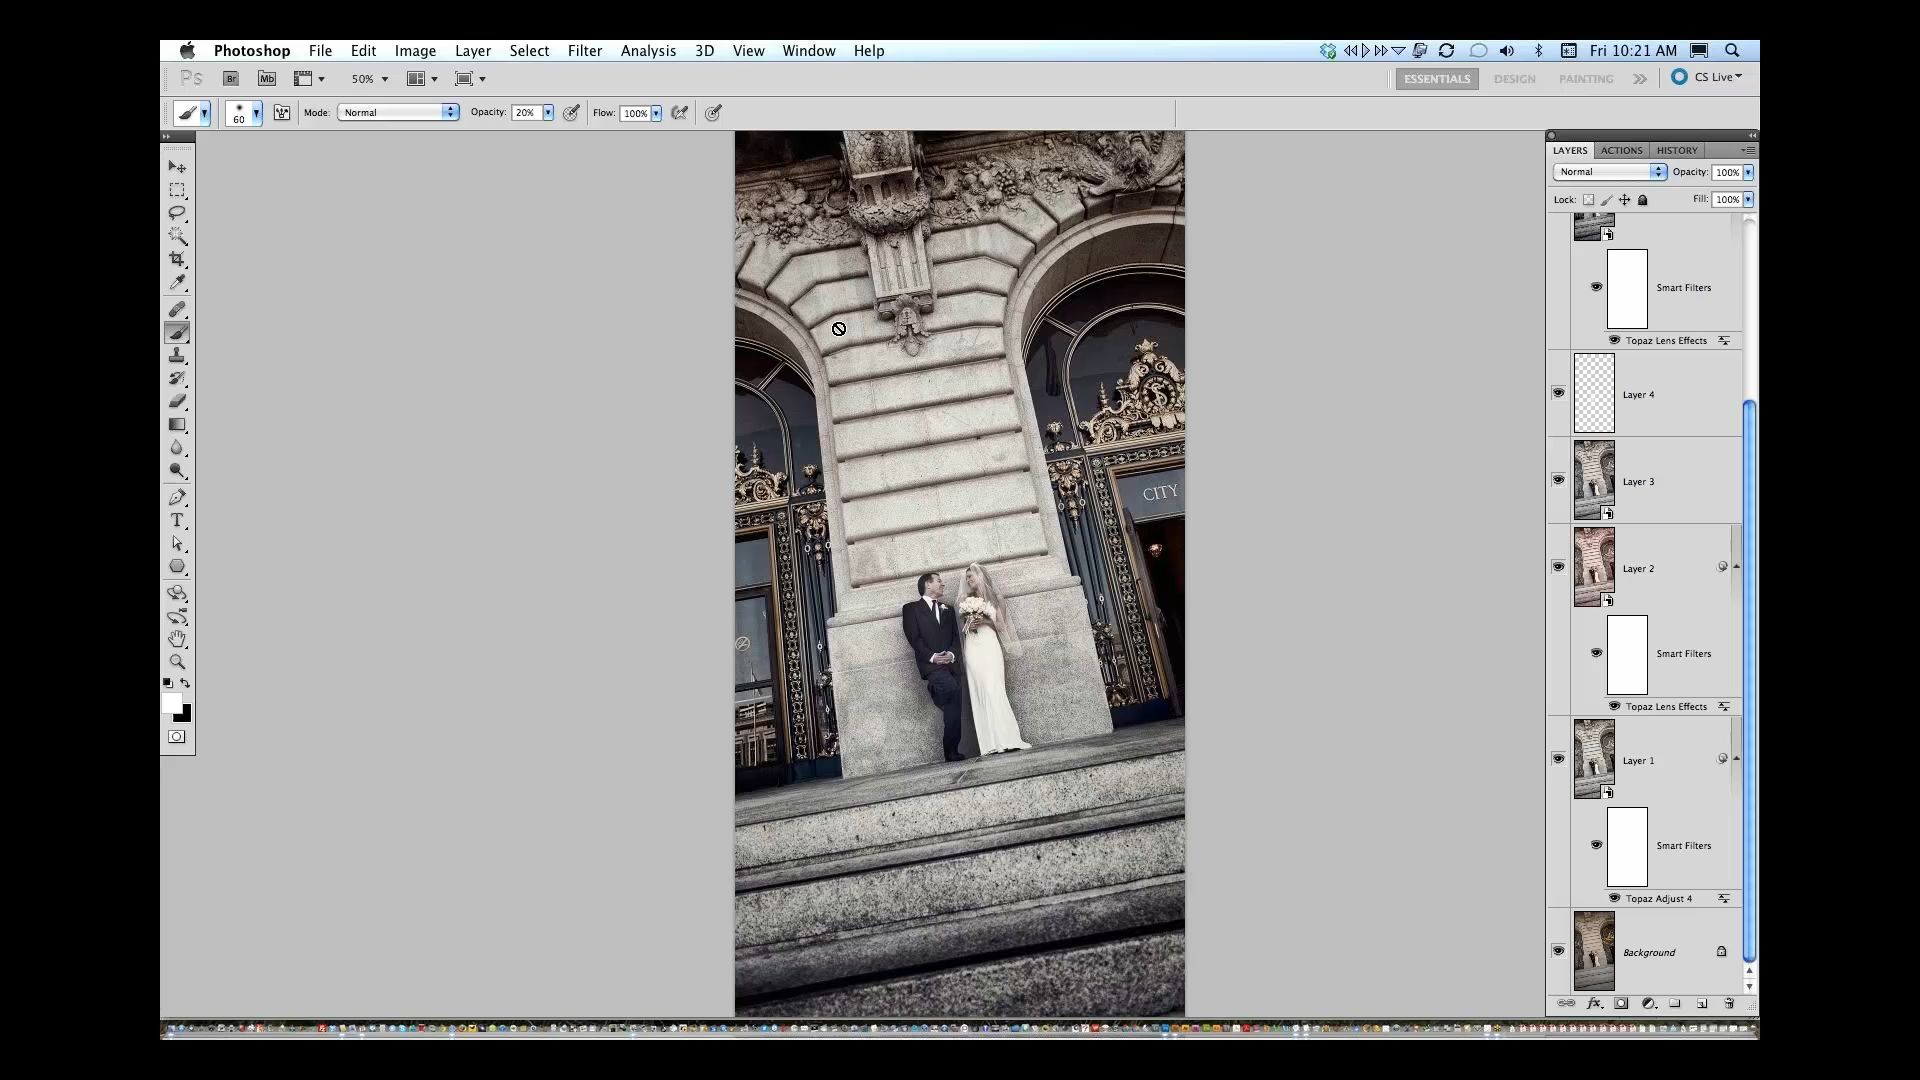 Photoshop File Edit Image Layer Select Filter Analysis 3D View Window Help Fri 10:21 AM
Ps Br Mb 50% ESSENTIALS DESIGN PAINTING CS Live
60 Mode: Normal Opacity: 20% Flow: 100%
LAYERS ACTIONS HISTORY
Normal Opacity: 100%
Lock: Fill: 100%
Smart Filters
Topaz Lens Effects
Layer 4
Layer 3
CITY
Layer 2
Smart Filters
Topaz Lens Effects
Layer 1
Smart Filters
Topaz Adjust 4
Background
fx